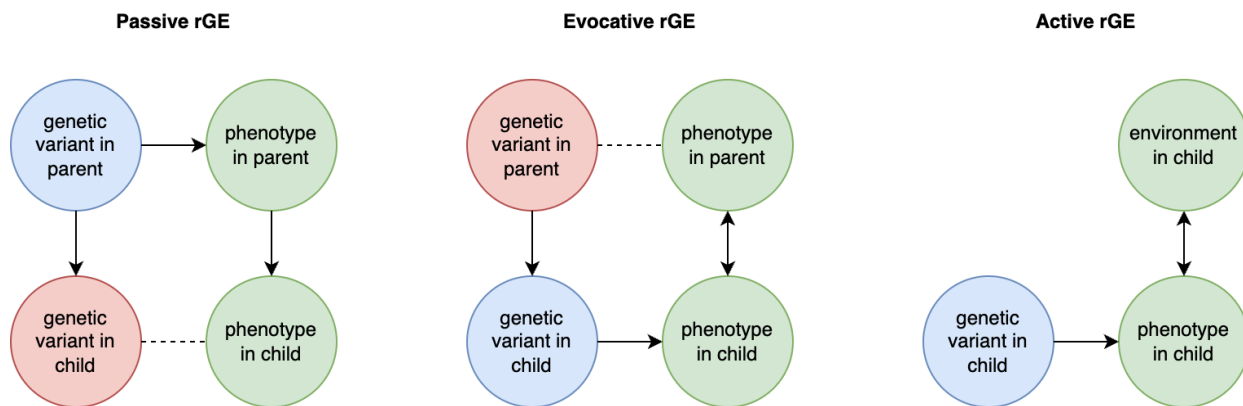 Passive rGE
Evocative rGE
Active rGE
genetic
variant in
parent
phenotype
in parent
genetic
variant in
parent
phenotype
in parent
environment
in child
genetic
variant in
child
phenotype
in child
genetic
variant in
child
phenotype
in child
genetic
variant in
child
phenotype
in child